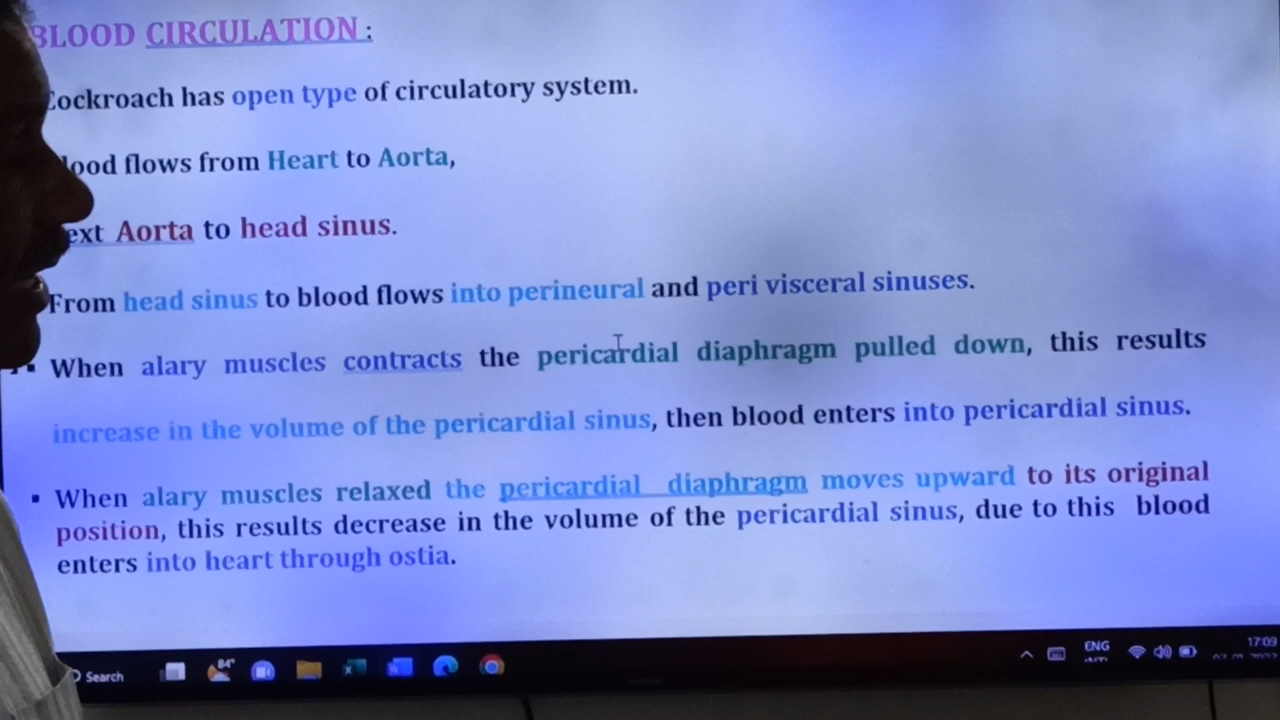 BLOOD CIRCULATION :
Cockroach has open type of circulatory system.
lood flows from Heart to Aorta,
ext Aorta to head sinus.
From head sinus to blood flows into perineural and peri visceral sinuses.
▪ When alary muscles contracts the pericardial diaphragm pulled down, this results
increase in the volume of the pericardial sinus, then blood enters into pericardial sinus.
▪ When alary muscles relaxed the pericardial diaphragm moves upward to its original
position, this results decrease in the volume of the pericardial sinus, due to this blood
enters into heart through ostia.
Search
84°
ENG
17:09